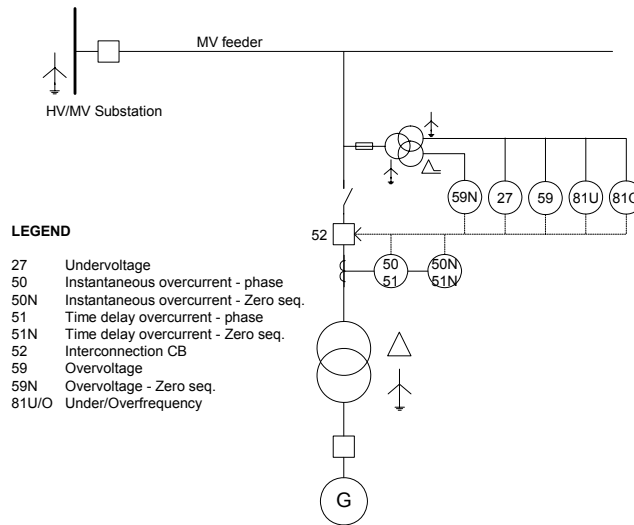 MV feeder
HV/MV Substation
59N 27 59 81U 81O
LEGEND
52
50 50N
51 51N
27 Undervoltage
50 Instantaneous overcurrent - phase
50N Instantaneous overcurrent - Zero seq.
51 Time delay overcurrent - phase
51N Time delay overcurrent - Zero seq.
52 Interconnection CB
59 Overvoltage
59N Overvoltage - Zero seq.
81U/O Under/Overfrequency
G